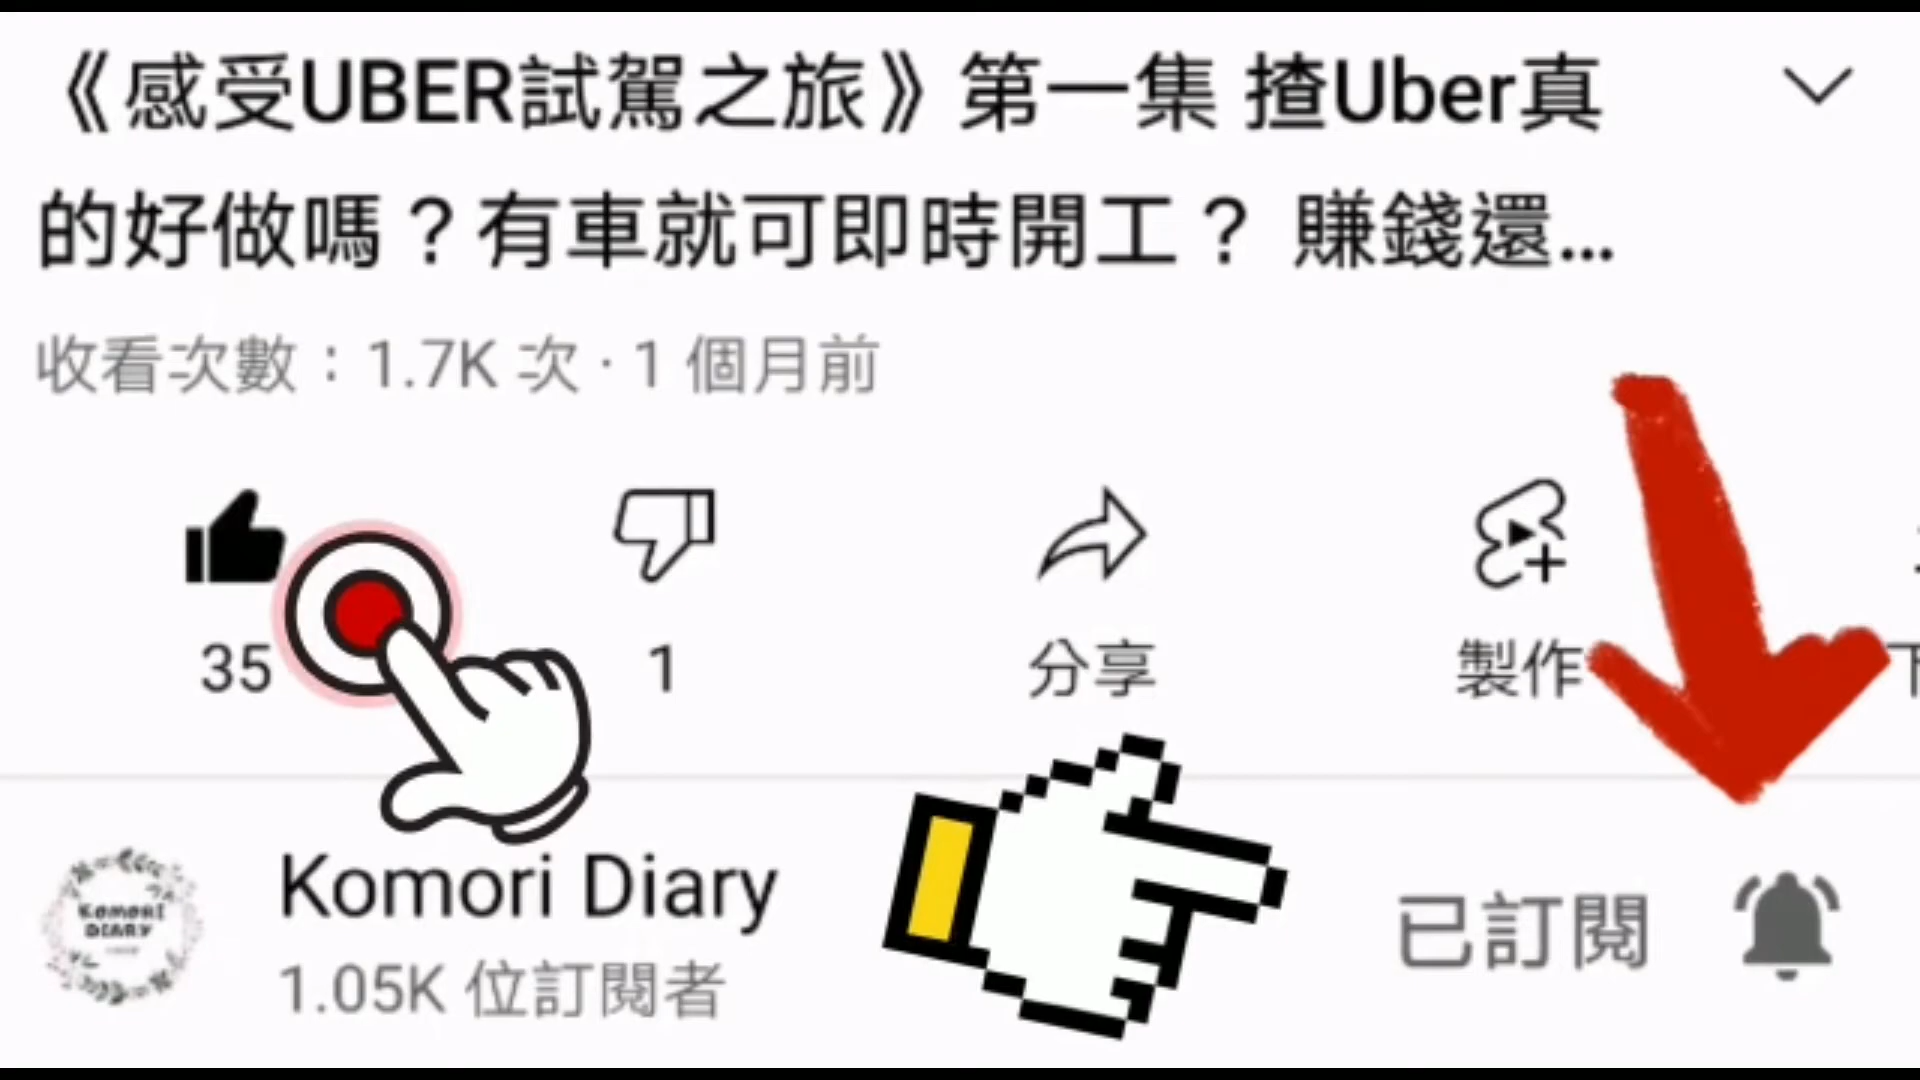 《感受UBER試駕之旅》第一集 揸Uber真
的好做嗎？有車就可即時開工？ 賺錢還...
收看次數：1.7K 次 · 1 個月前
35
1
分享
製作
下
Komori Diary
KOMORI
DIARY
已訂閱
1.05K 位訂閱者